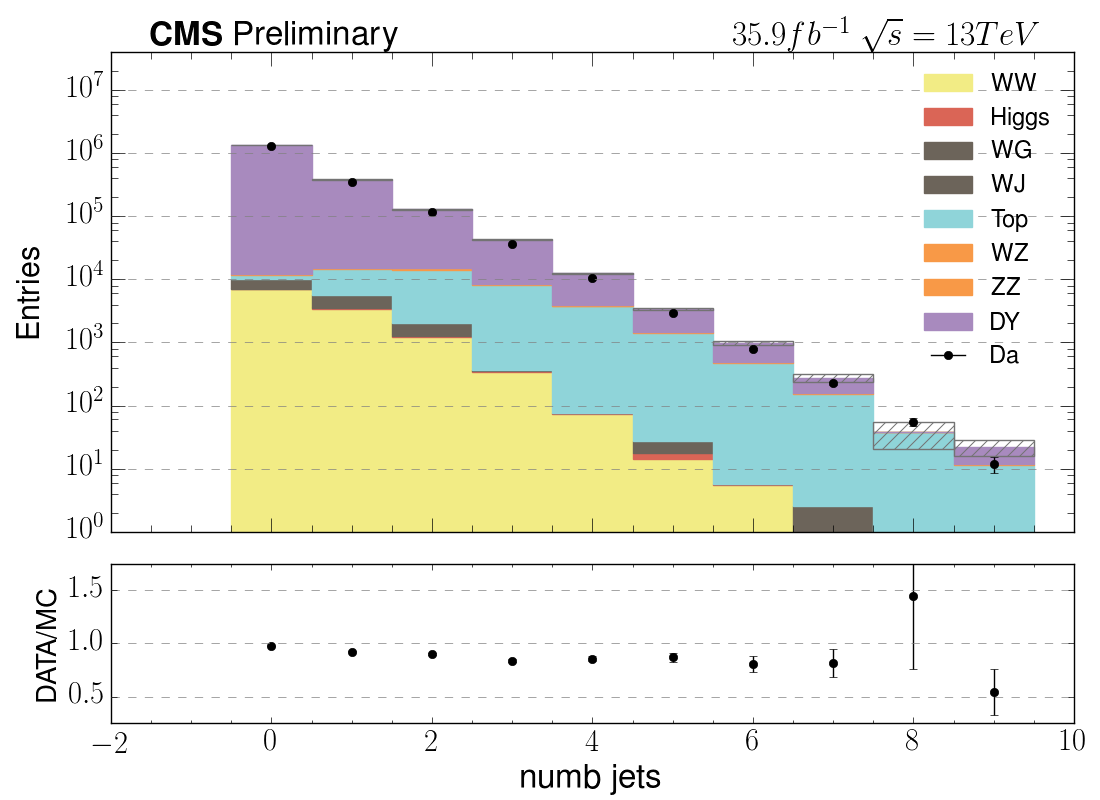 CMS Preliminary
35.9fb⁻¹ √s = 13TeV
10⁷
10⁶
10⁵
10⁴
10³
10²
10¹
10⁰
Entries
WW
Higgs
WG
WJ
Top
WZ
ZZ
DY
Da
1.5
1.0
0.5
DATA/MC
−2 0 2 4 6 8 10
numb jets